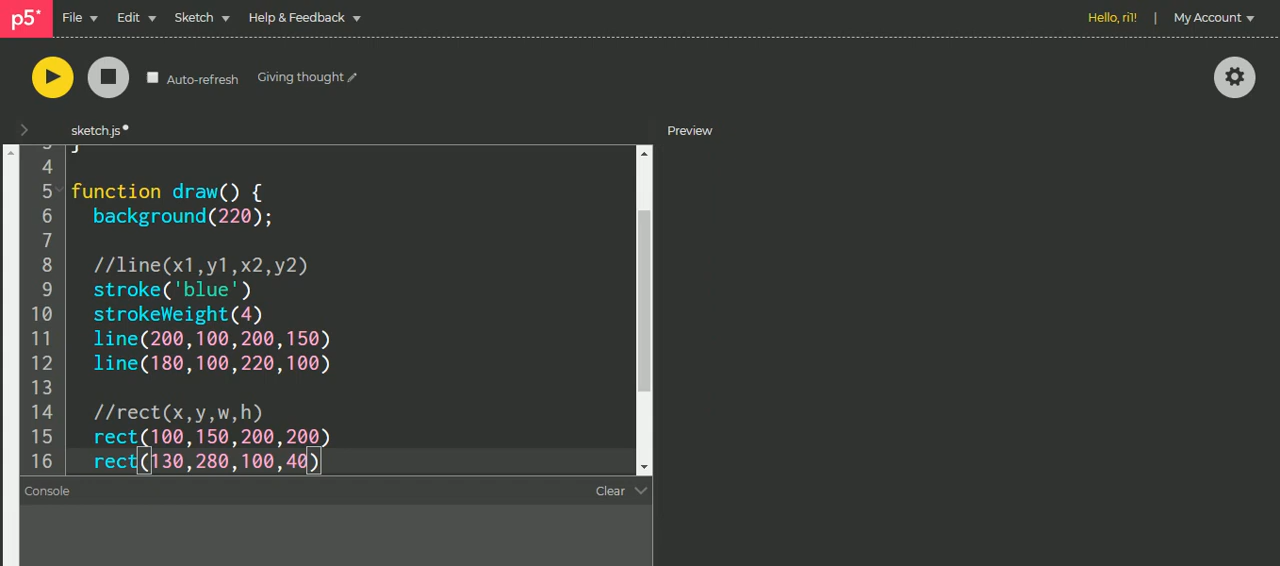 p5* File Edit Sketch Help & Feedback Hello, ri1! | My Account
Auto-refresh Giving thought
sketch.js Preview
4
5 function draw() {
6 background(220);
7
8 //line(x1,y1,x2,y2)
9 stroke('blue')
10 strokeWeight(4)
11 line(200,100,200,150)
12 line(180,100,220,100)
13
14 //rect(x,y,w,h)
15 rect(100,150,200,200)
16 rect(130,280,100,40)
Console Clear